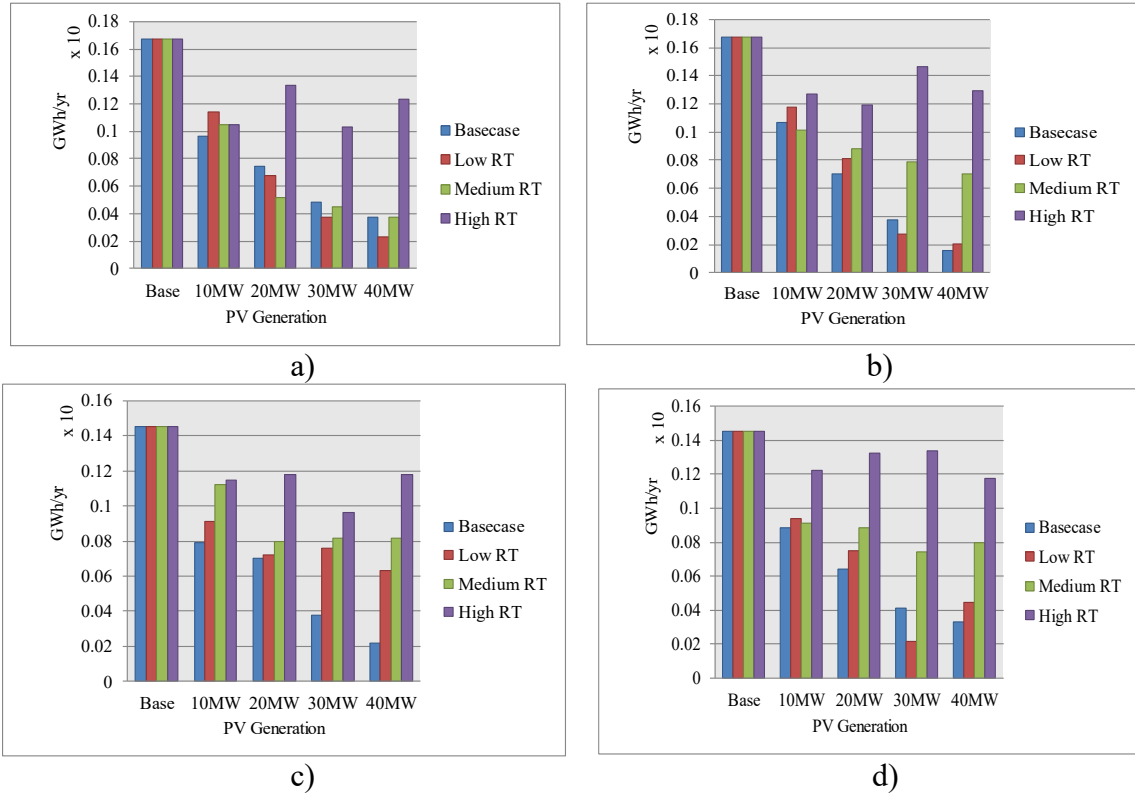 x 10
GWh/yr
0.18
0.16
0.14
0.12
0.1
0.08
0.06
0.04
0.02
0
Base 10MW 20MW 30MW 40MW
PV Generation
Basecase
Low RT
Medium RT
High RT
a)
x 10
GWh/yr
0.18
0.16
0.14
0.12
0.1
0.08
0.06
0.04
0.02
0
Base 10MW 20MW 30MW 40MW
PV Generation
Basecase
Low RT
Medium RT
High RT
b)
x 10
GWh/yr
0.16
0.14
0.12
0.1
0.08
0.06
0.04
0.02
0
Base 10MW 20MW 30MW 40MW
PV Generation
Basecase
Low RT
Medium RT
High RT
c)
x 10
GWh/yr
0.16
0.14
0.12
0.1
0.08
0.06
0.04
0.02
0
Base 10MW 20MW 30MW 40MW
PV Generation
Basecase
Low RT
Medium RT
High RT
d)